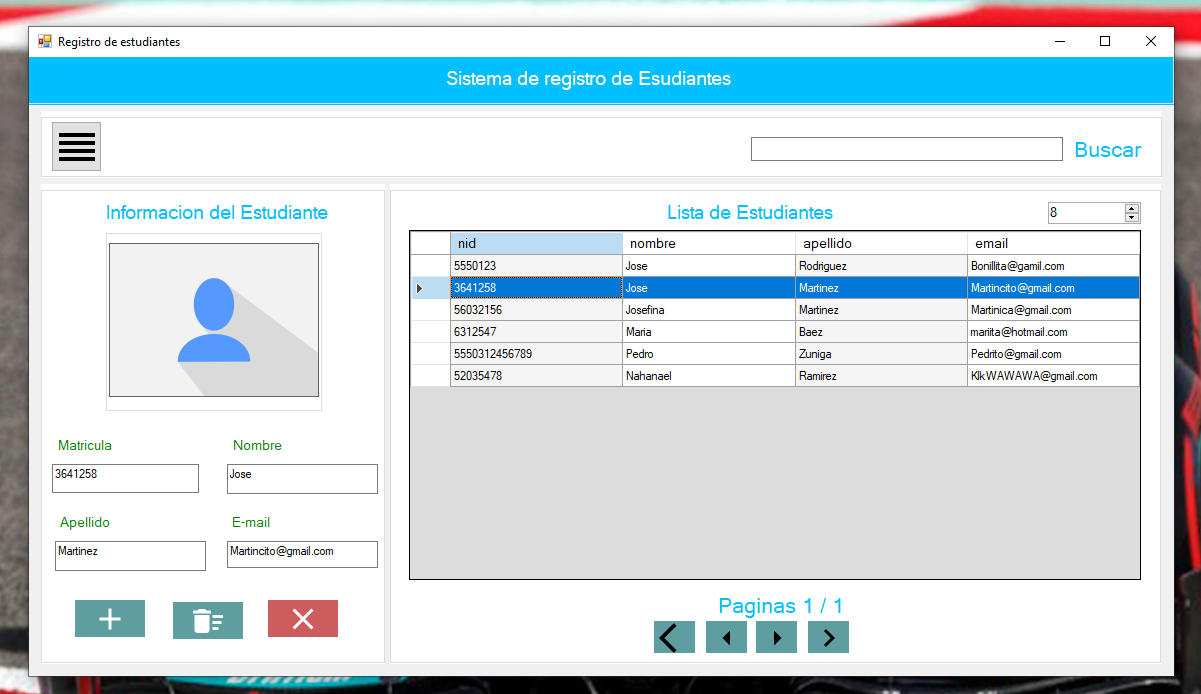 Registro de estudiantes
Sistema de registro de Esudiantes
Buscar
Informacion del Estudiante
Matricula Nombre
3641258 Jose
Apellido E-mail
Martinez Martincito@gmail.com
Lista de Estudiantes 8
nid nombre apellido email
5550123 Jose Rodriguez Bonillita@gamil.com
3641258 Jose Martinez Martincito@gmail.com
56032156 Josefina Martinez Martinica@gmail.com
6312547 Maria Baez mariita@hotmail.com
5550312456789 Pedro Zuniga Pedrito@gmail.com
52035478 Nahanael Ramirez KlkWAWAWA@gmail.com
Paginas 1 / 1